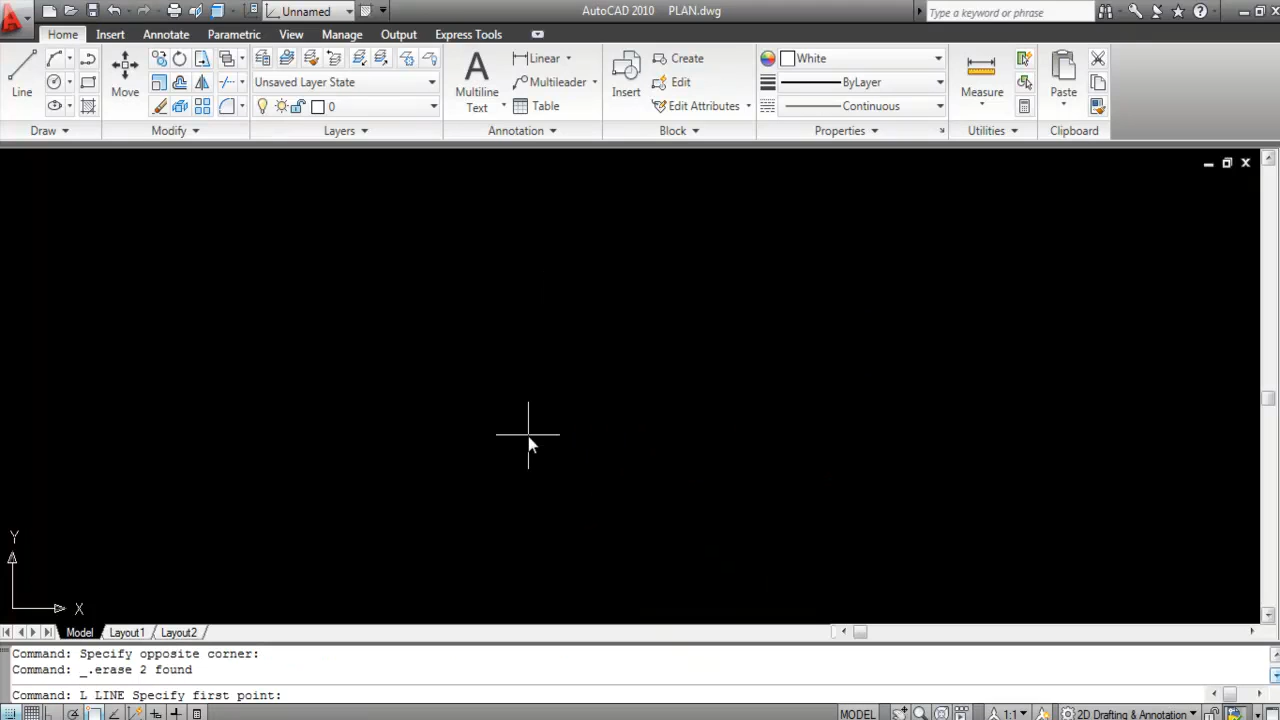 Unnamed
AutoCAD 2010 PLAN.dwg
Type a keyword or phrase
Home Insert Annotate Parametric View Manage Output Express Tools
Line
Move
Unsaved Layer State
0
Multiline
Text
Linear
Multileader
Table
Insert
Create
Edit
Edit Attributes
White
ByLayer
Continuous
Measure
Paste
Draw Modify Layers Annotation Block Properties Utilities Clipboard
Y
X
Model Layout1 Layout2
Command: Specify opposite corner:
Command: _.erase 2 found
Command: L LINE Specify first point:
MODEL 1:1 2D Drafting & Annotation